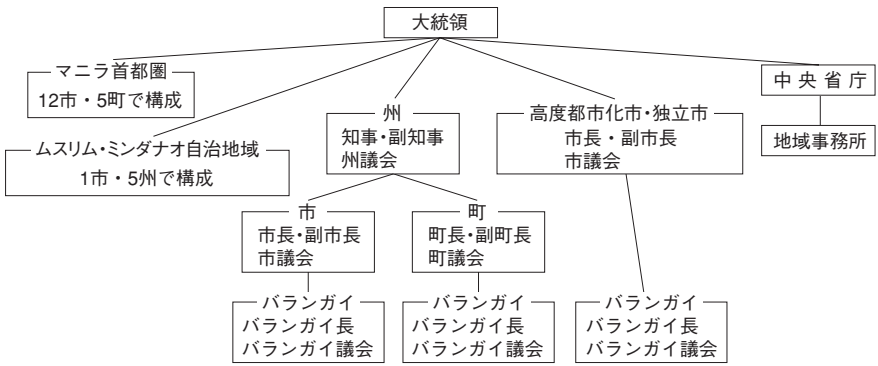 大統領
マニラ首都圏
12市・5町で構成
ムスリム・ミンダナオ自治地域
1市・5州で構成
州
知事・副知事
州議会
高度都市化市・独立市
市長・副市長
市議会
中央省庁
地域事務所
市
市長・副市長
市議会
町
町長・副町長
町議会
バランガイ
バランガイ長
バランガイ議会
バランガイ
バランガイ長
バランガイ議会
バランガイ
バランガイ長
バランガイ議会